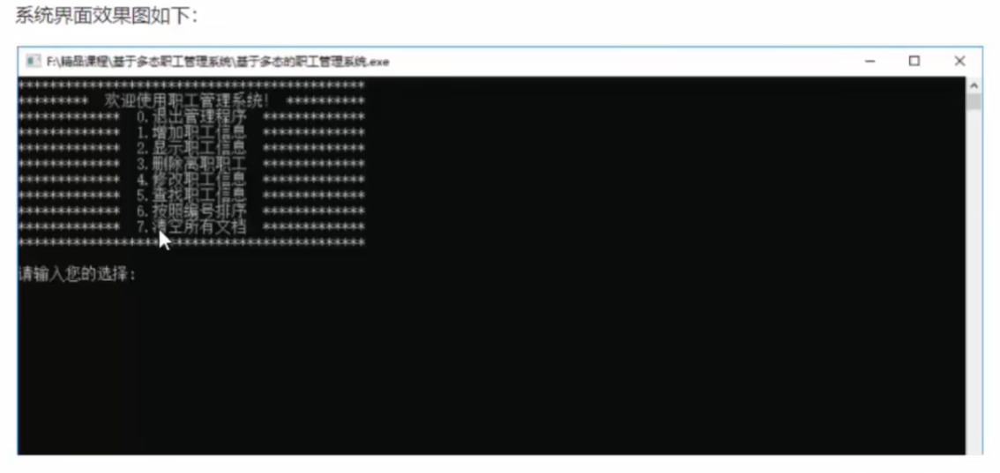 系统界面效果图如下：
F:\精品课程\基于多态职工管理系统\基于多态的职工管理系统.exe
********************************************
*********  欢迎使用职工管理系统！ **********
*************  0.退出管理程序  *************
*************  1.增加职工信息  *************
*************  2.显示职工信息  *************
*************  3.删除离职职工  *************
*************  4.修改职工信息  *************
*************  5.查找职工信息  *************
*************  6.按照编号排序  *************
*************  7.清空所有文档  *************
********************************************
请输入您的选择：